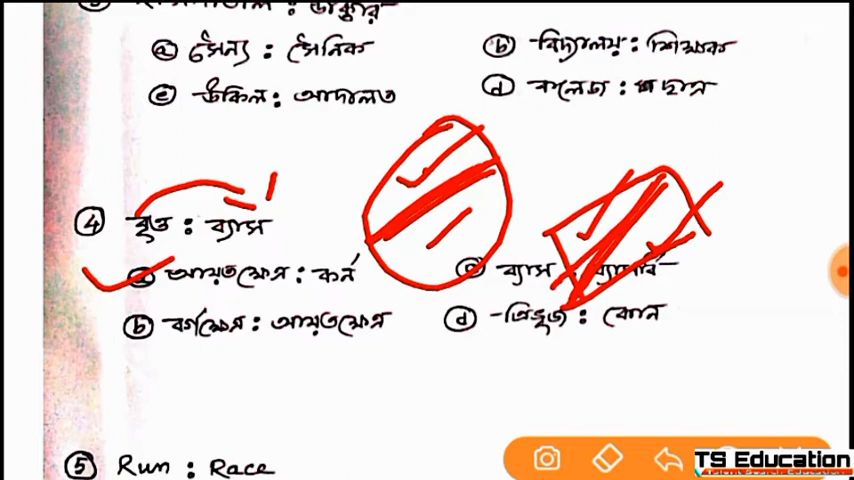 : ডাক্তার
ⓐ সৈন্য : সৈনিক ⓑ বিদ্যালয় : শিক্ষক
ⓒ উকিল : আদালত ⓓ কলেজ : ছাত্র
④ বৃত্ত : ব্যাস
আয়তক্ষেত্র : কর্ন ব্যাস :
ⓑ বর্গক্ষেত্র : আয়তক্ষেত্র ⓓ ত্রিভূজ : কোন
⑤ Run : Race
TS Education